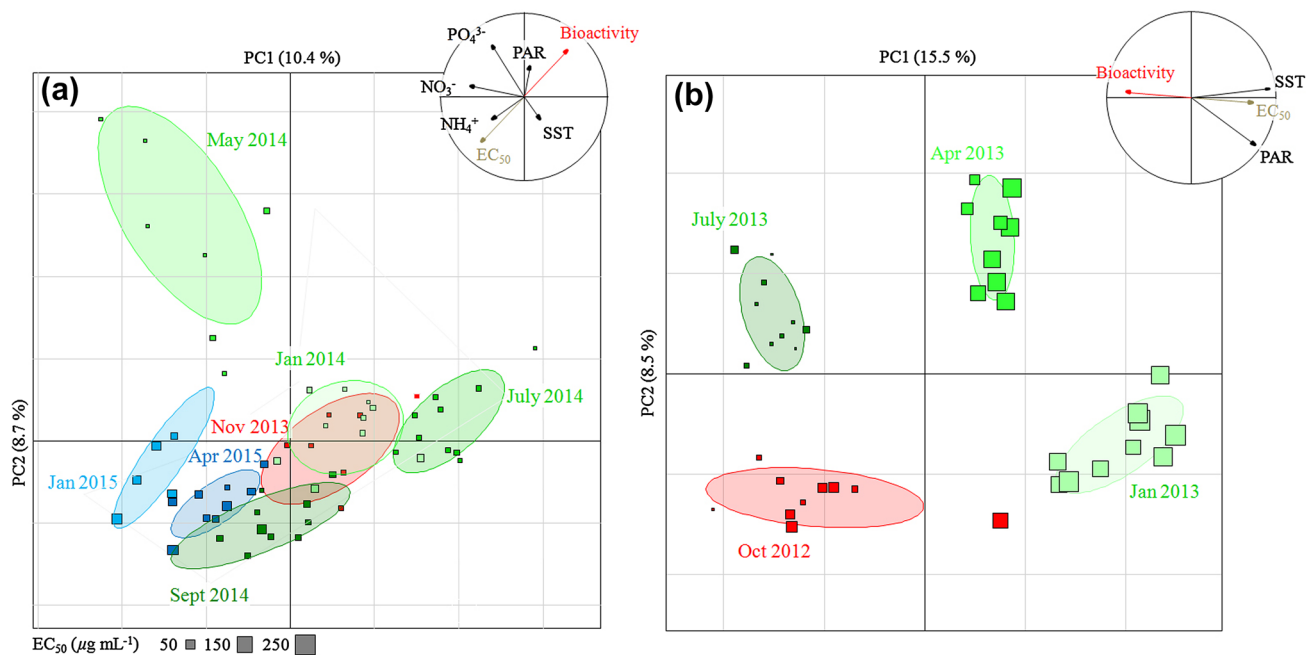 PC1 (10.4 %)
(a)
PO₄³⁻
Bioactivity
PAR
NO₃⁻
NH₄⁺
SST
EC₅₀
May 2014
Jan 2014
July 2014
Nov 2013
Apr 2015
Jan 2015
Sept 2014
PC2 (8.7 %)
EC₅₀ (µg mL⁻¹) 50 150 250
PC1 (15.5 %)
(b)
Bioactivity
SST
EC₅₀
PAR
Apr 2013
July 2013
Jan 2013
Oct 2012
PC2 (8.5 %)